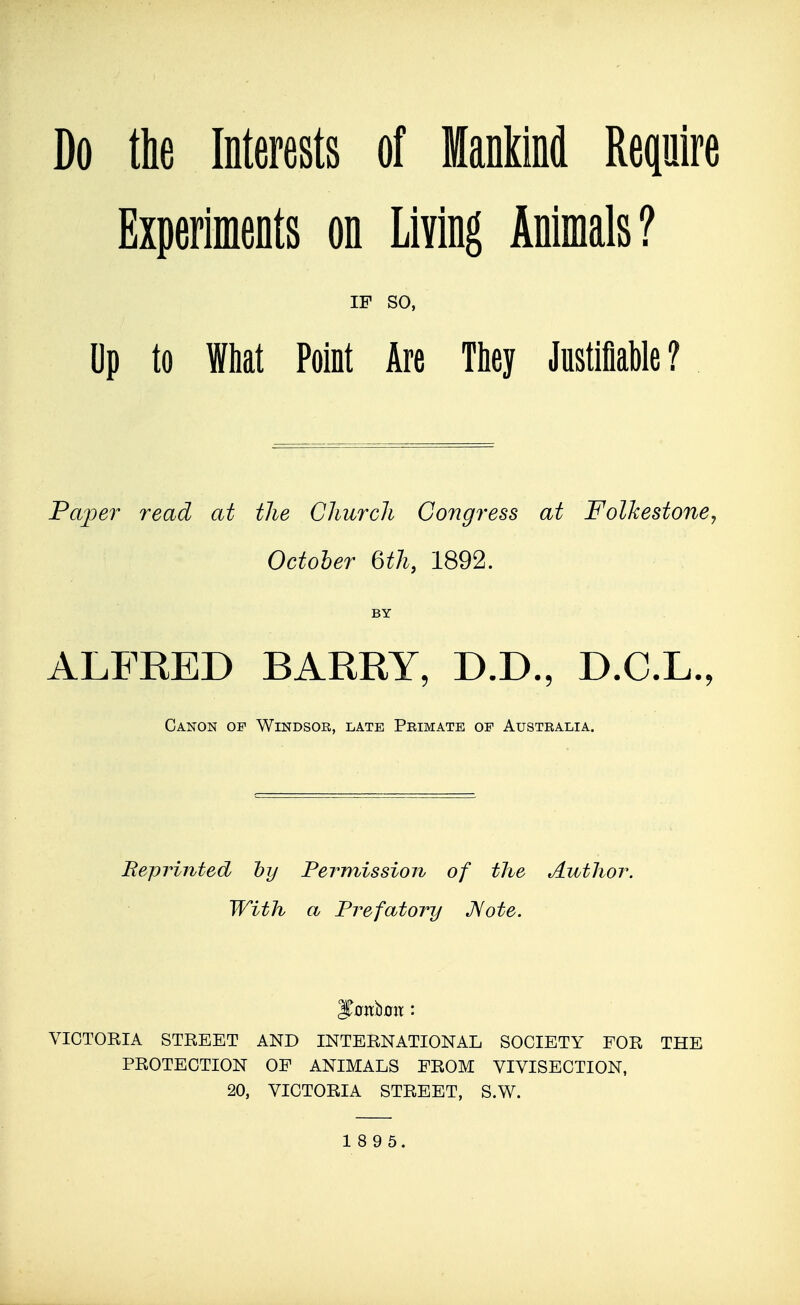 Do the Interests of Mankind Require
Experiments on Living Animals?
IF SO,
Up to What Point Are They Justifiable?
Paper read at the Church Congress at Folkestone,
October 6th, 1892.
BY
ALFRED BARRY, D.D., D.C.L.,
CANON OF WINDSOR, LATE PRIMATE OF AUSTRALIA.
Reprinted by Permission of the Author.
With a Prefatory Note.
London:
VICTORIA STREET AND INTERNATIONAL SOCIETY FOR THE
PROTECTION OF ANIMALS FROM VIVISECTION,
20, VICTORIA STREET, S.W.
1895.